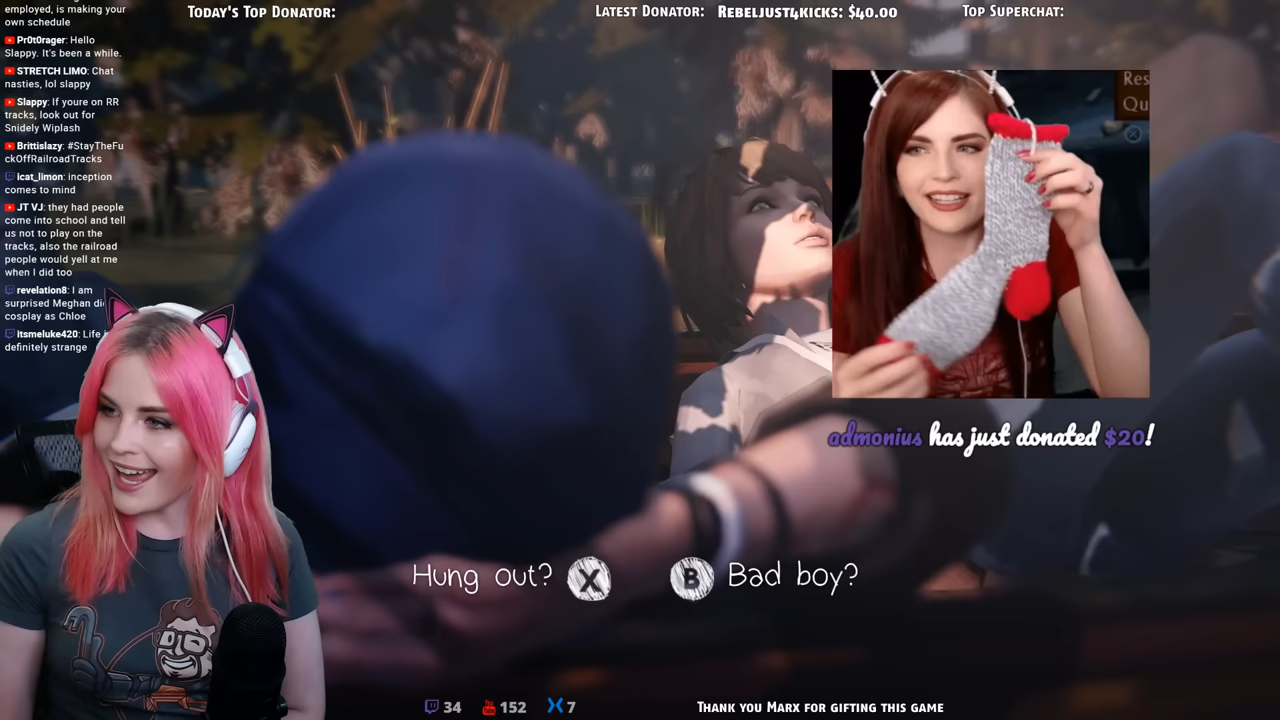 employed, is making your
own schedule
Pr0t0rager: Hello
Slappy. It's been a while.
STRETCH LIMO: Chat
nasties, lol slappy
Slappy: If youre on RR
tracks, look out for
Snidely Wiplash
Brittislazy: #StayTheFu
ckOffRailroadTracks
icat_limon: inception
comes to mind
JT VJ: they had people
come into school and tell
us not to play on the
tracks, also the railroad
people would yell at me
when I did too
revelation8: I am
surprised Meghan di
cosplay as Chloe
itsmeluke420: Life
definitely strange
Today's Top Donator:
Latest Donator: Rebeljust4kicks: $40.00
Top Superchat:
Res
Qu
admonius has just donated $20!
Hung out? X
B Bad boy?
34
152
7
Thank you Marx for gifting this game